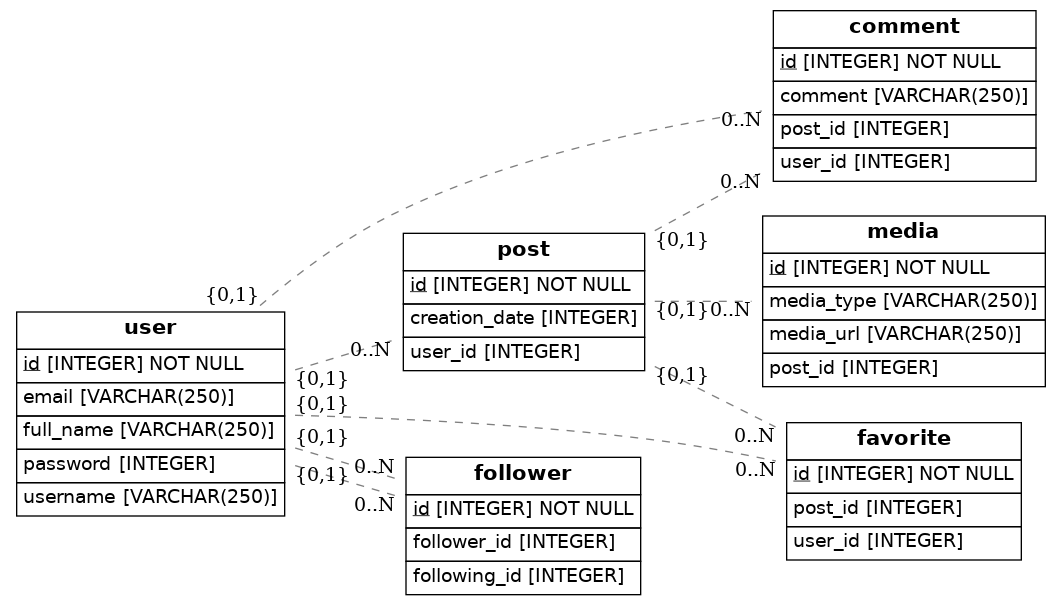 comment
id [INTEGER] NOT NULL
comment [VARCHAR(250)]
post_id [INTEGER]
user_id [INTEGER]
0..N
0..N
{0,1}
media
id [INTEGER] NOT NULL
media_type [VARCHAR(250)]
media_url [VARCHAR(250)]
post_id [INTEGER]
post
id [INTEGER] NOT NULL
creation_date [INTEGER]
user_id [INTEGER]
{0,1}
0..N
{0,1}
0..N
0..N
{0,1}
user
id [INTEGER] NOT NULL
email [VARCHAR(250)]
full_name [VARCHAR(250)]
password [INTEGER]
username [VARCHAR(250)]
0..N
{0,1}
{0,1}
{0,1}
{0,1}
0..N
0..N
follower
id [INTEGER] NOT NULL
follower_id [INTEGER]
following_id [INTEGER]
favorite
id [INTEGER] NOT NULL
post_id [INTEGER]
user_id [INTEGER]